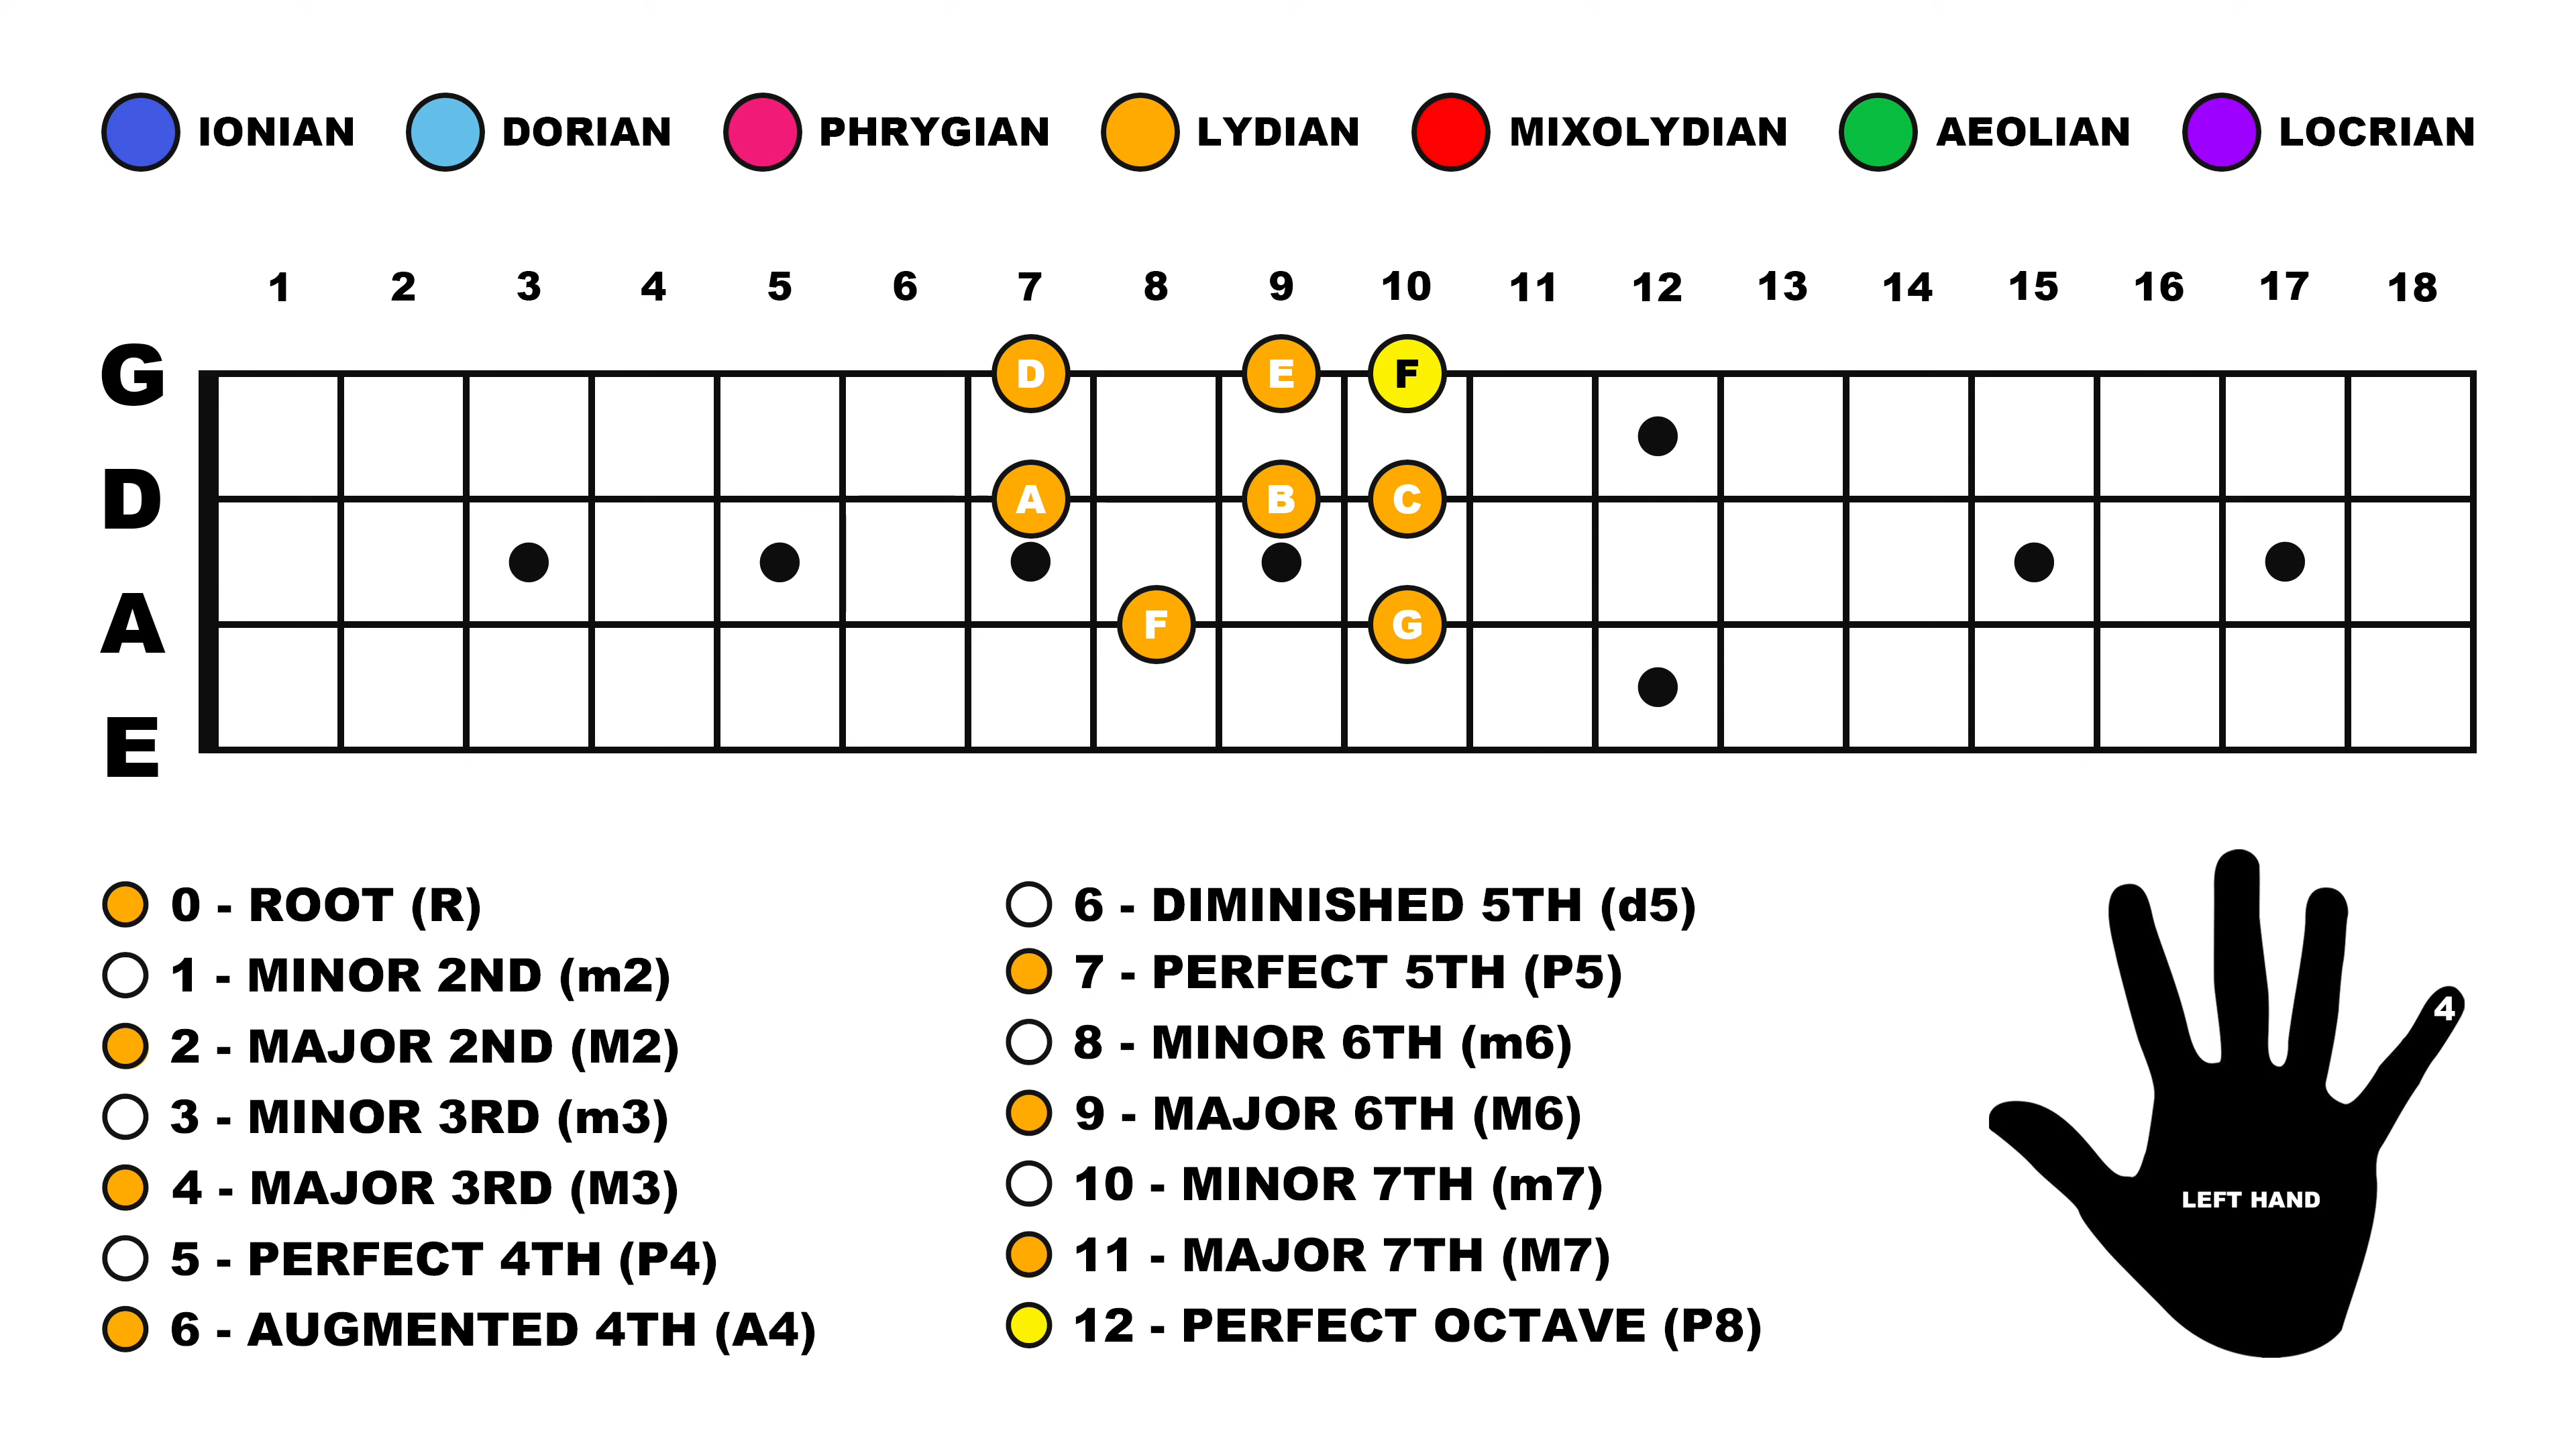 IONIAN DORIAN PHRYGIAN LYDIAN MIXOLYDIAN AEOLIAN LOCRIAN
1 2 3 4 5 6 7 8 9 10 11 12 13 14 15 16 17 18
G D E F
D A B C
A F G
E
0 - ROOT (R)
1 - MINOR 2ND (m2)
2 - MAJOR 2ND (M2)
3 - MINOR 3RD (m3)
4 - MAJOR 3RD (M3)
5 - PERFECT 4TH (P4)
6 - AUGMENTED 4TH (A4)
6 - DIMINISHED 5TH (d5)
7 - PERFECT 5TH (P5)
8 - MINOR 6TH (m6)
9 - MAJOR 6TH (M6)
10 - MINOR 7TH (m7)
11 - MAJOR 7TH (M7)
12 - PERFECT OCTAVE (P8)
4
LEFT HAND